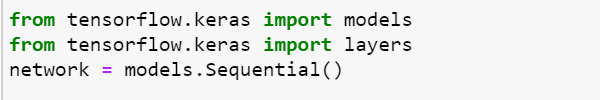 from tensorflow.keras import models
from tensorflow.keras import layers
network = models.Sequential()